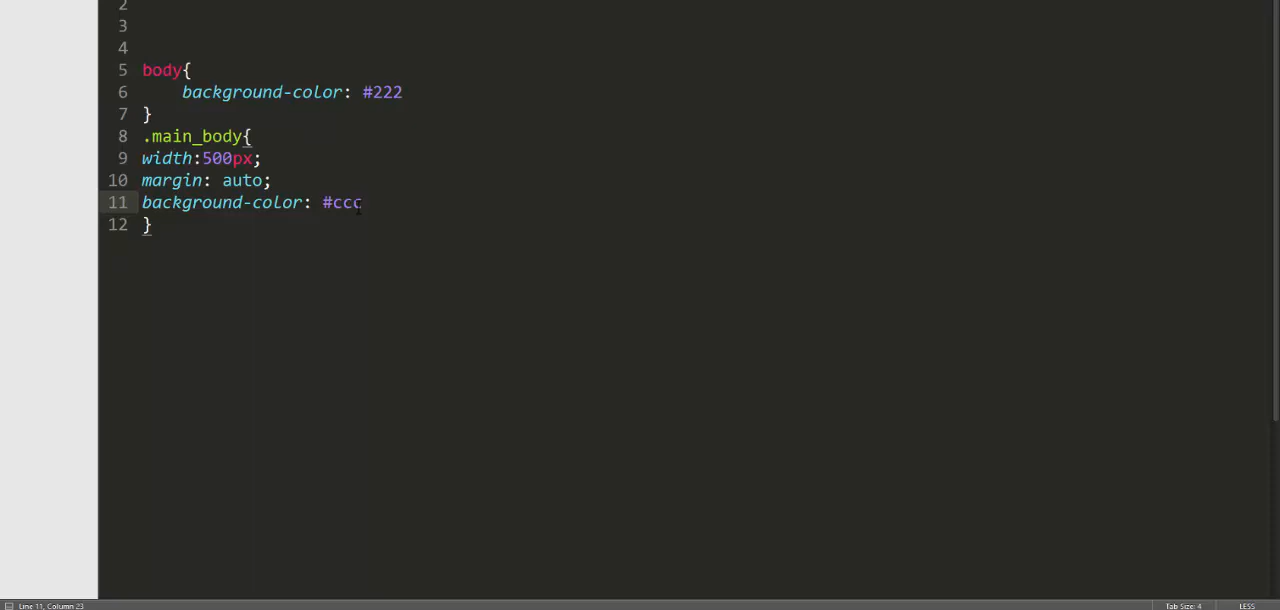 2
3
4
5 body{
6 background-color: #222
7 }
8 .main_body{
9 width:500px;
10 margin: auto;
11 background-color: #ccc
12 }
Line 11, Column 23 Tab Size: 4 LESS